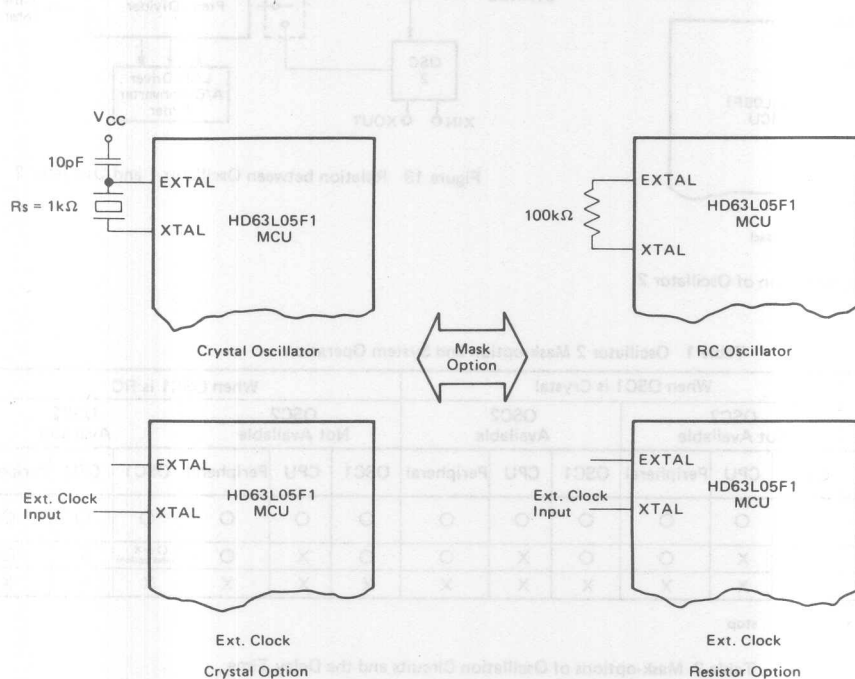 VCC
10pF
Rs = 1kΩ
EXTAL
XTAL
HD63L05F1
MCU
Crystal Oscillator
100kΩ
EXTAL
XTAL
HD63L05F1
MCU
RC Oscillator
Mask
Option
EXTAL
Ext. Clock
Input
XTAL
HD63L05F1
MCU
Ext. Clock
Crystal Option
EXTAL
Ext. Clock
Input
XTAL
HD63L05F1
MCU
Ext. Clock
Resistor Option